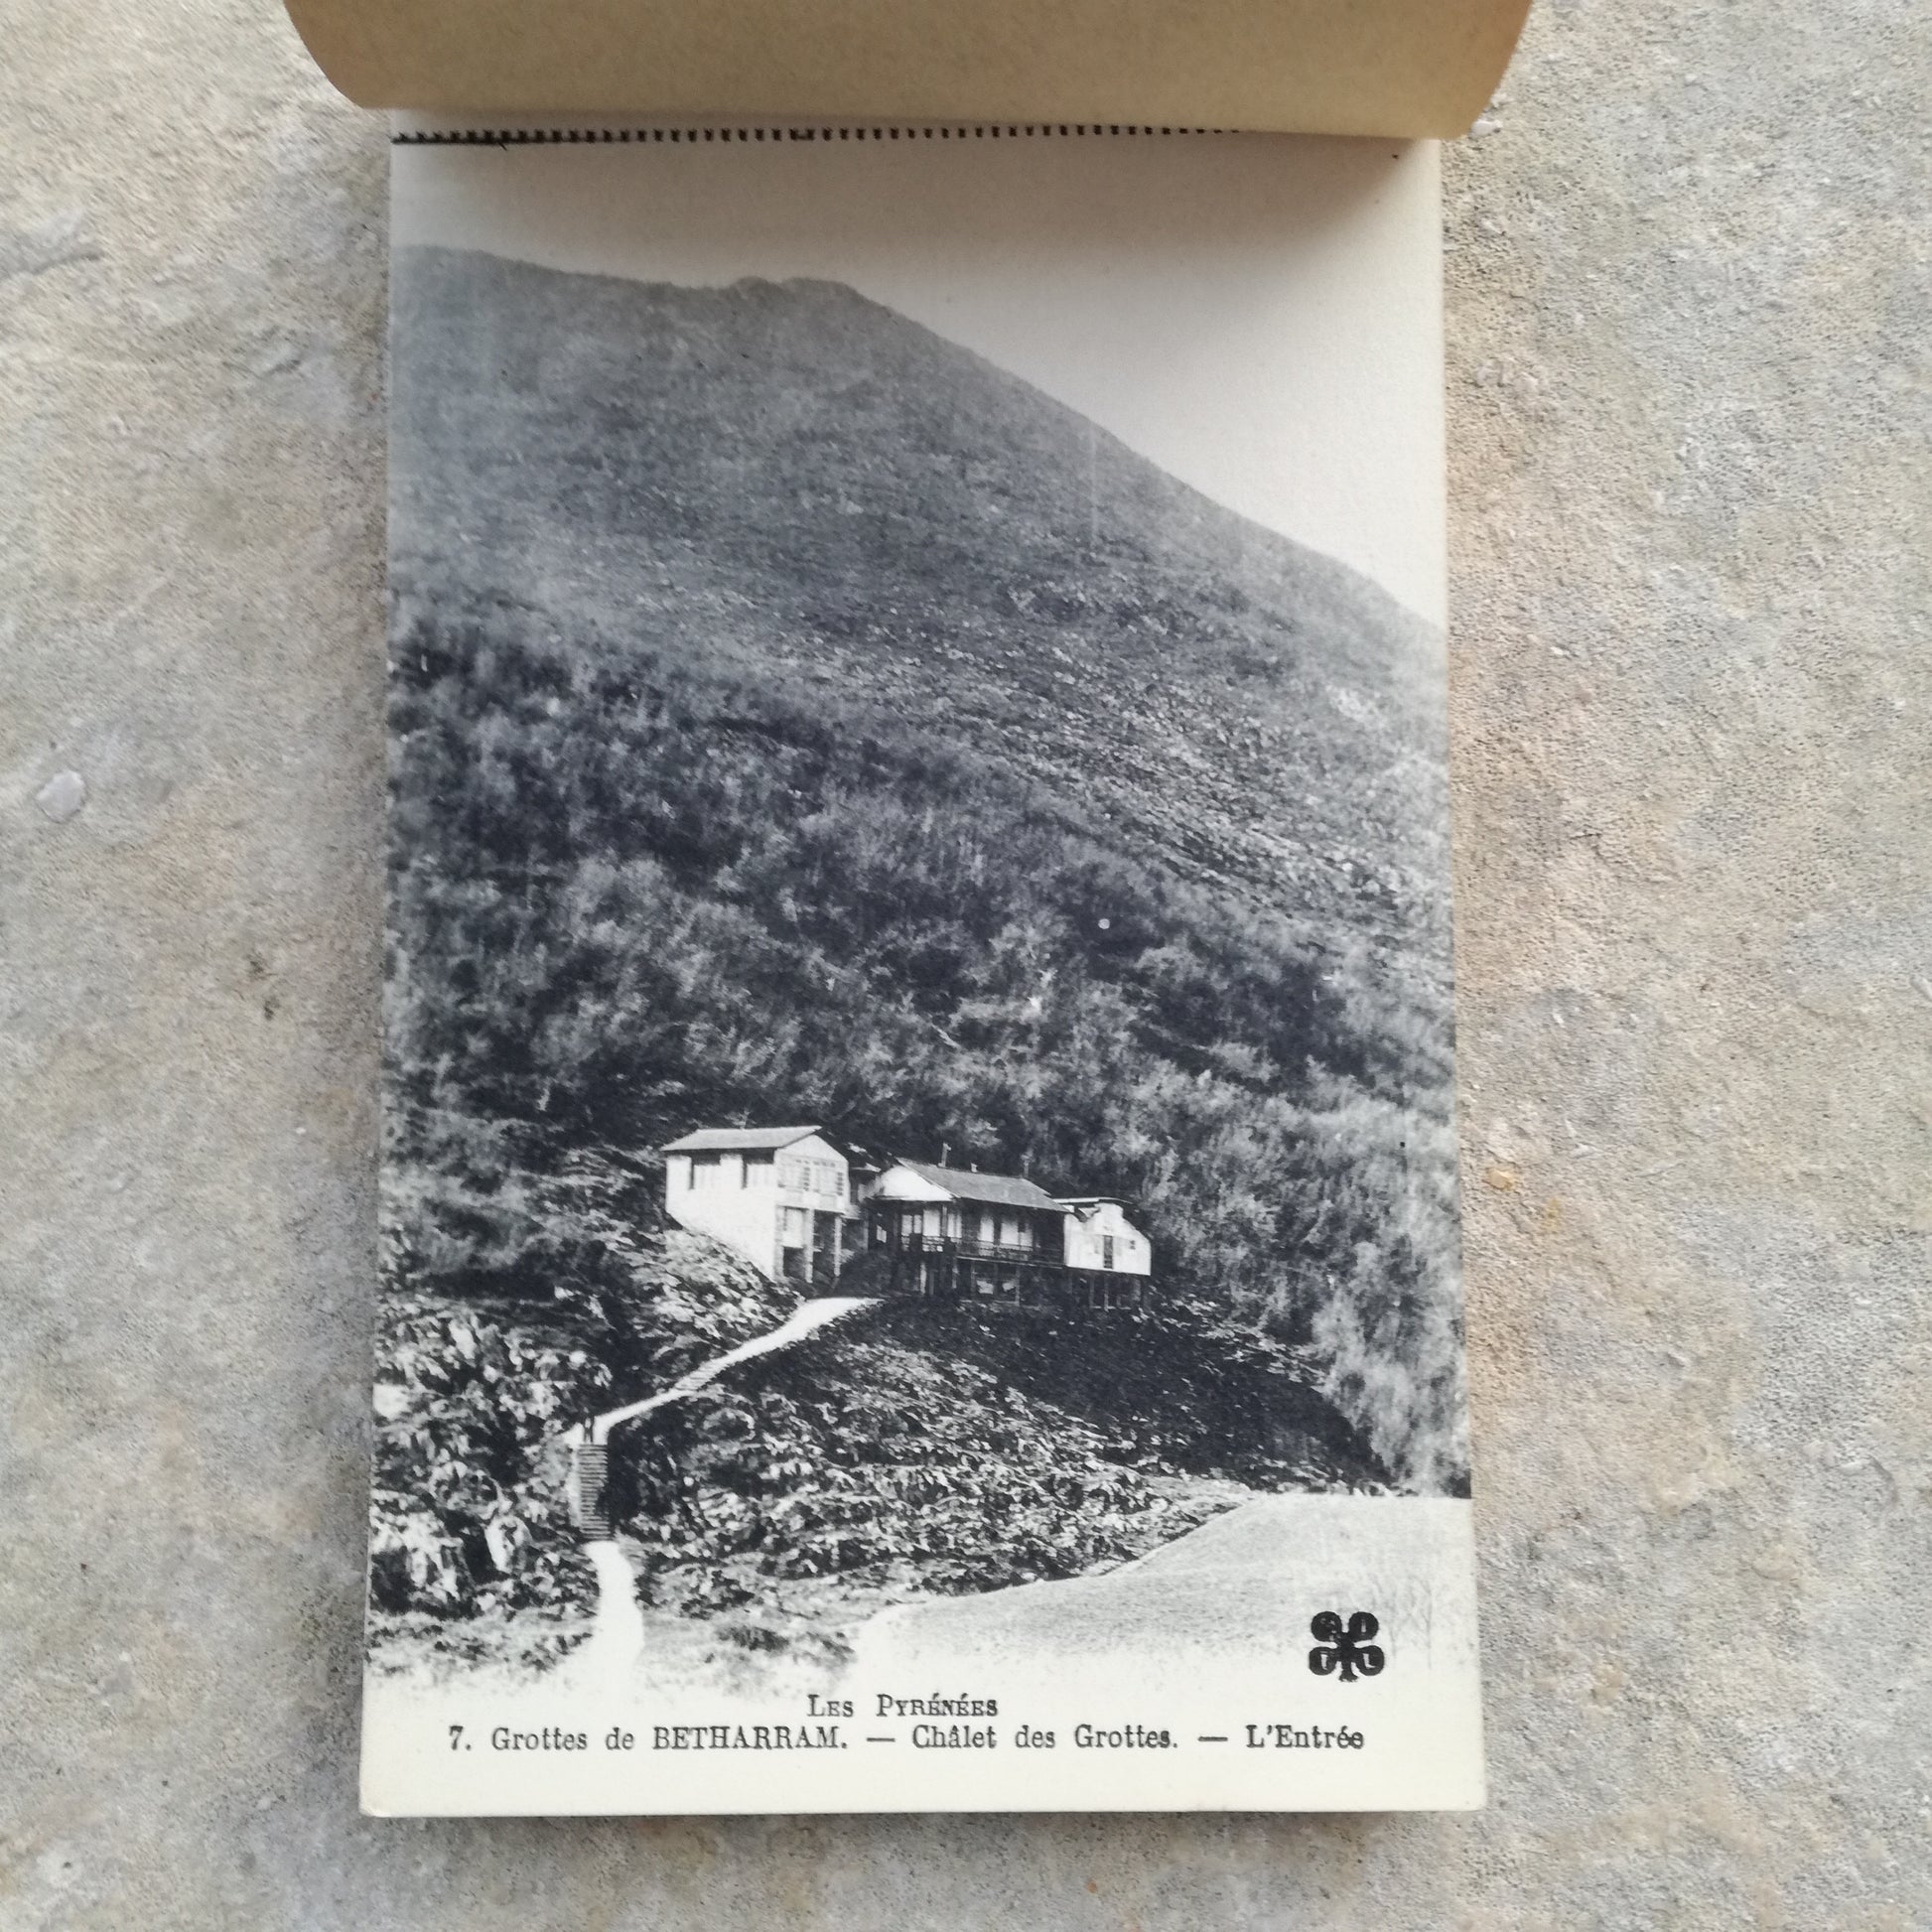 LES PYRÉNÉES
7. Grottes de BETHARRAM. — Châlet des Grottes. — L'Entrée